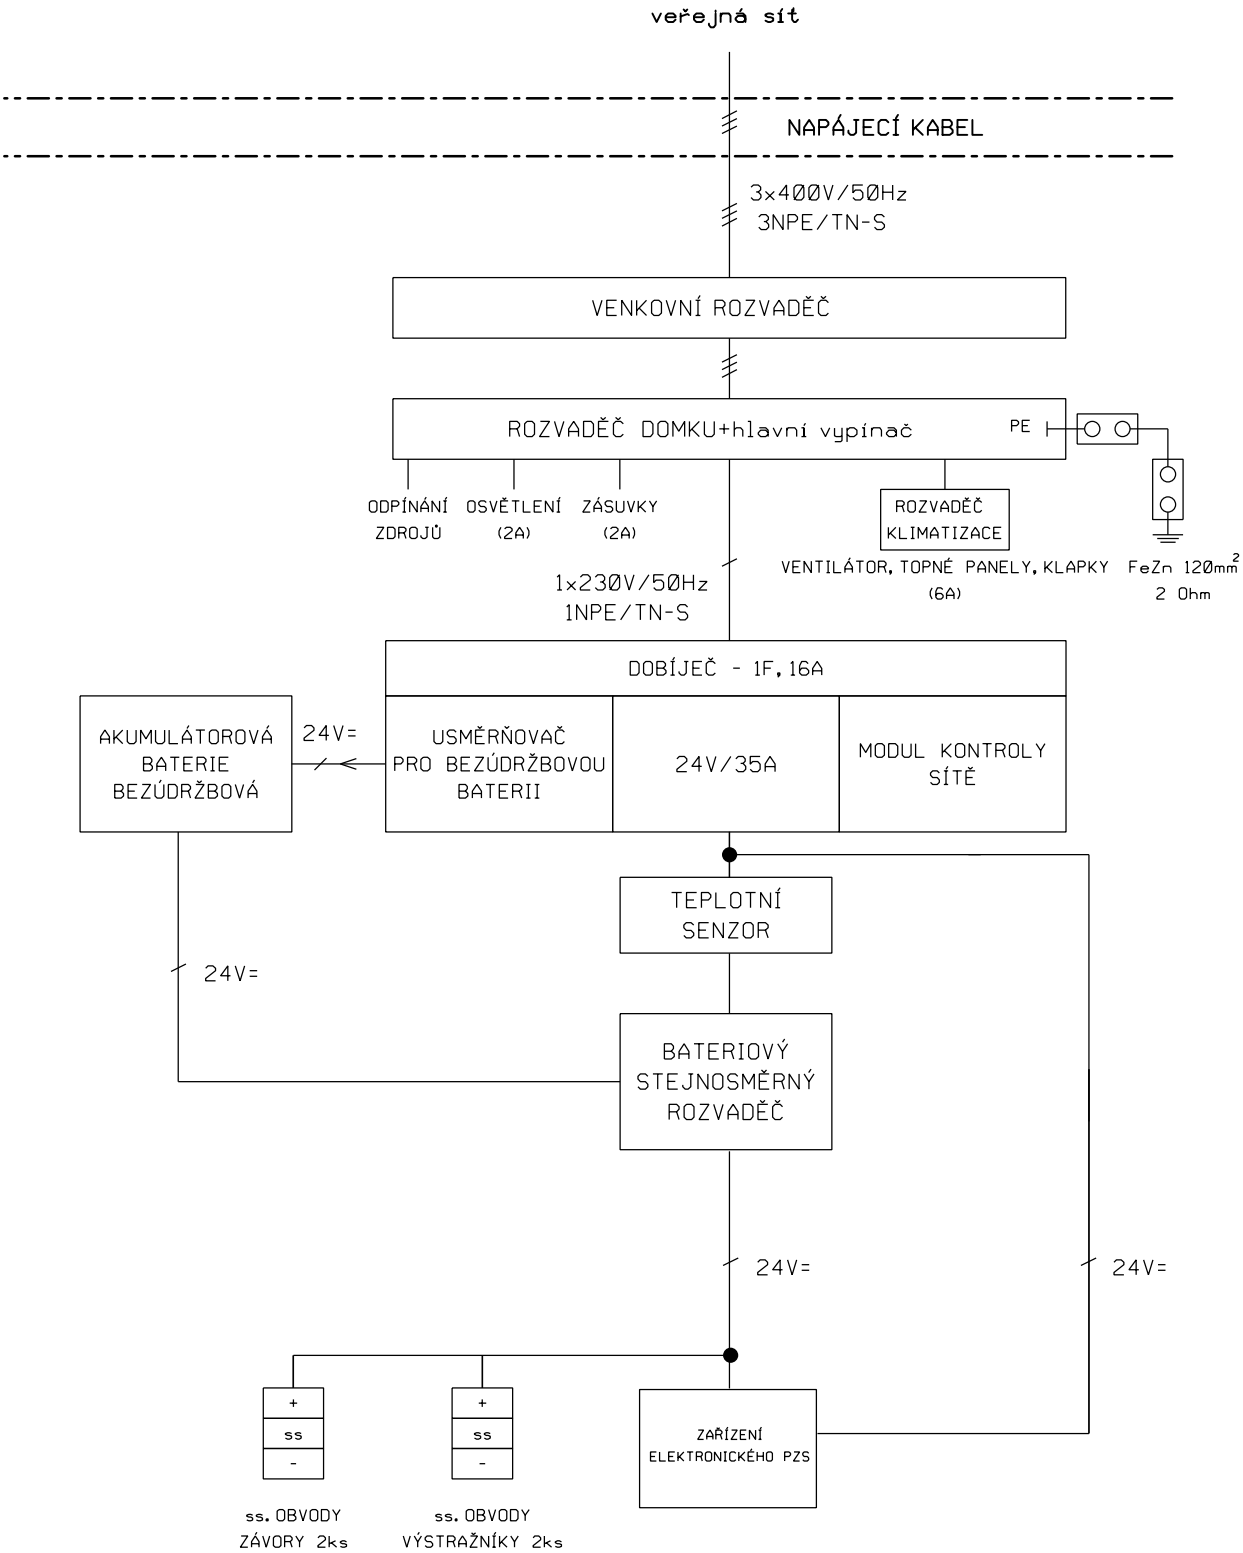 veřejná síť
NAPÁJECÍ KABEL
3x400V/50Hz
3NPE/TN-S
VENKOVNÍ ROZVADĚČ
ROZVADĚČ DOMKU+hlavní vypínač
PE
ODPÍNÁNÍ
ZDROJŮ
OSVĚTLENÍ
(2A)
ZÁSUVKY
(2A)
ROZVADĚČ
KLIMATIZACE
VENTILÁTOR, TOPNÉ PANELY, KLAPKY
(6A)
FeZn 120mm²
2 Ohm
1x230V/50Hz
1NPE/TN-S
DOBÍJEČ - 1F, 16A
AKUMULÁTOROVÁ
BATERIE
BEZÚDRŽBOVÁ
24V=
USMĚRŇOVAČ
PRO BEZÚDRŽBOVOU
BATERII
24V/35A
MODUL KONTROLY
SÍTĚ
TEPLOTNÍ
SENZOR
24V=
BATERIOVÝ
STEJNOSMĚRNÝ
ROZVADĚČ
24V=
24V=
+
ss
-
+
ss
-
ZAŘÍZENÍ
ELEKTRONICKÉHO PZS
ss. OBVODY
ZÁVORY 2ks
ss. OBVODY
VÝSTRAŽNÍKY 2ks